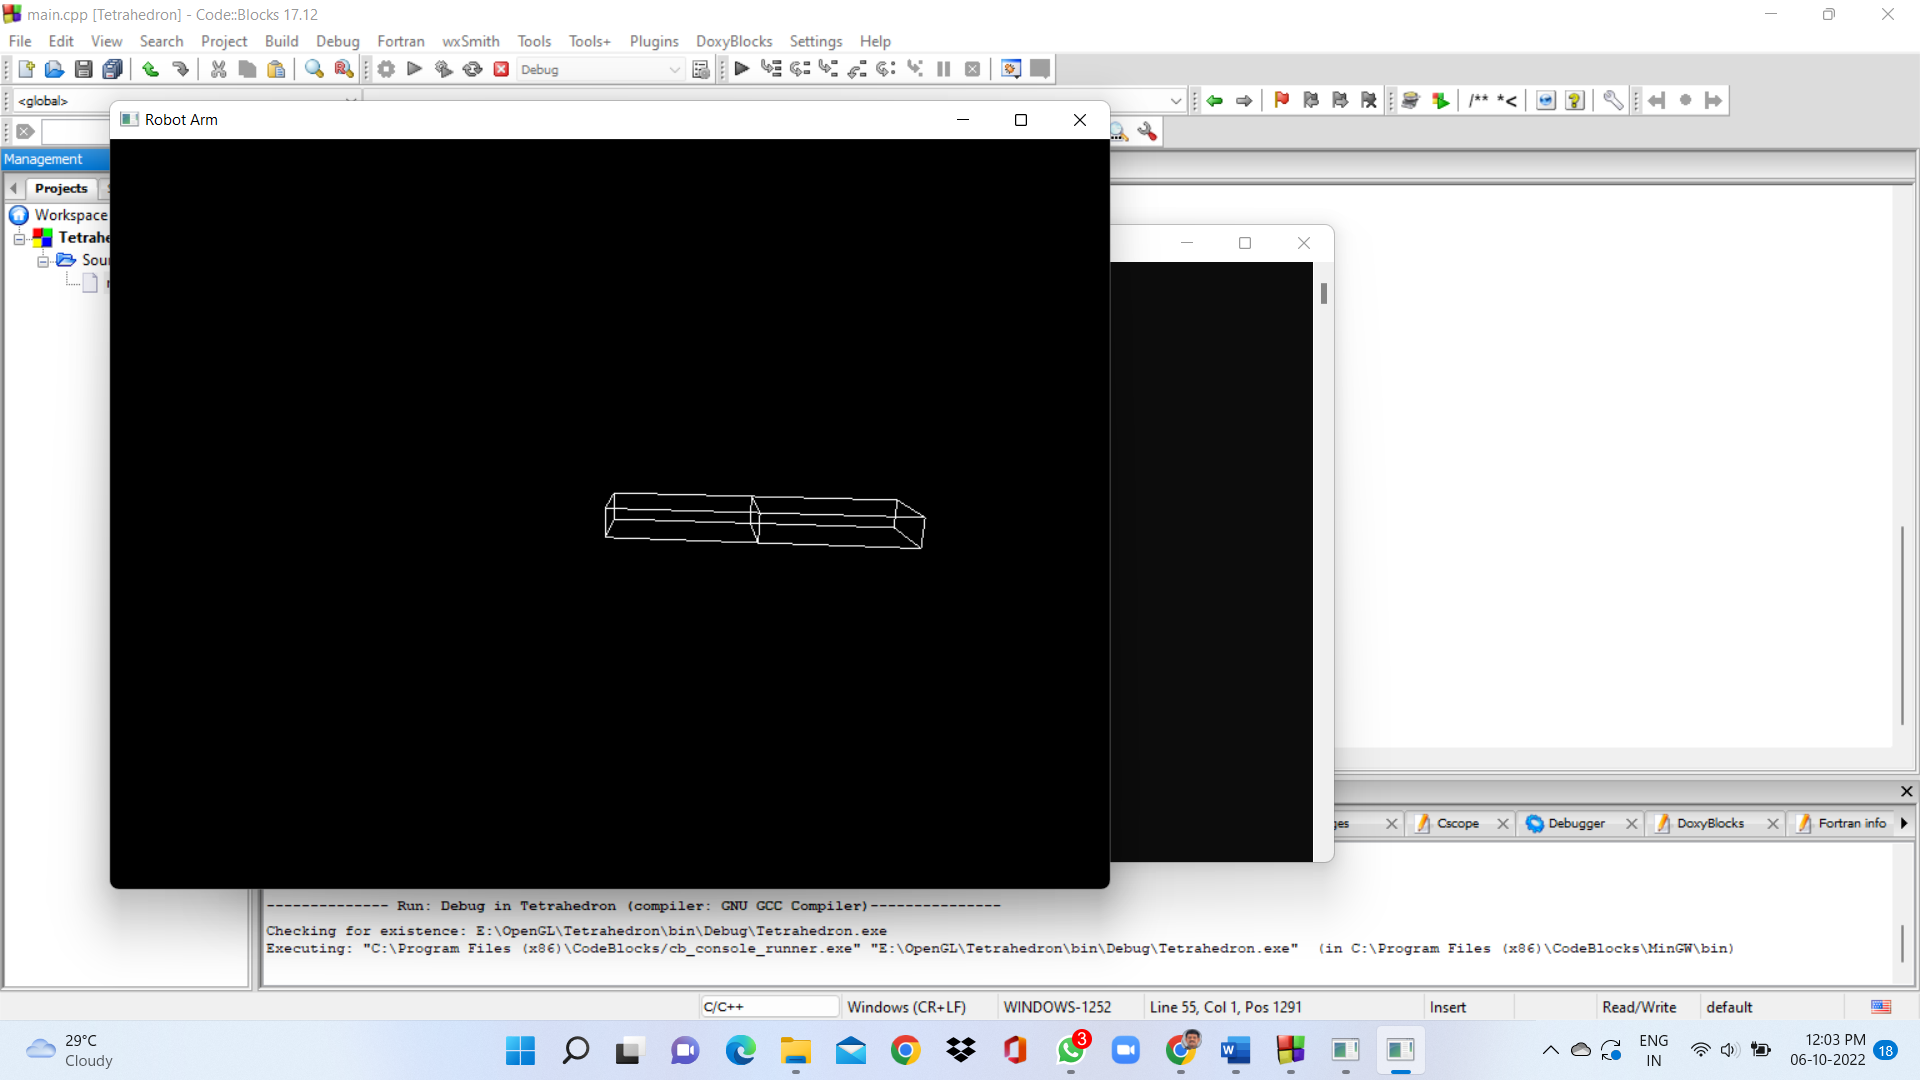 main.cpp [Tetrahedron] - Code::Blocks 17.12
File Edit View Search Project Build Debug Fortran wxSmith Tools Tools+ Plugins DoxyBlocks Settings Help
Debug
<global>
/** *<
Robot Arm
Management
Projects
Workspace
Tetrahe
Sour
ges Cscope Debugger DoxyBlocks Fortran info
-------------- Run: Debug in Tetrahedron (compiler: GNU GCC Compiler)---------------
Checking for existence: E:\OpenGL\Tetrahedron\bin\Debug\Tetrahedron.exe
Executing: "C:\Program Files (x86)\CodeBlocks/cb_console_runner.exe" "E:\OpenGL\Tetrahedron\bin\Debug\Tetrahedron.exe"  (in C:\Program Files (x86)\CodeBlocks\MinGW\bin)
C/C++ Windows (CR+LF) WINDOWS-1252 Line 55, Col 1, Pos 1291 Insert Read/Write default
29°C
Cloudy
3
ENG
IN
12:03 PM
06-10-2022
18